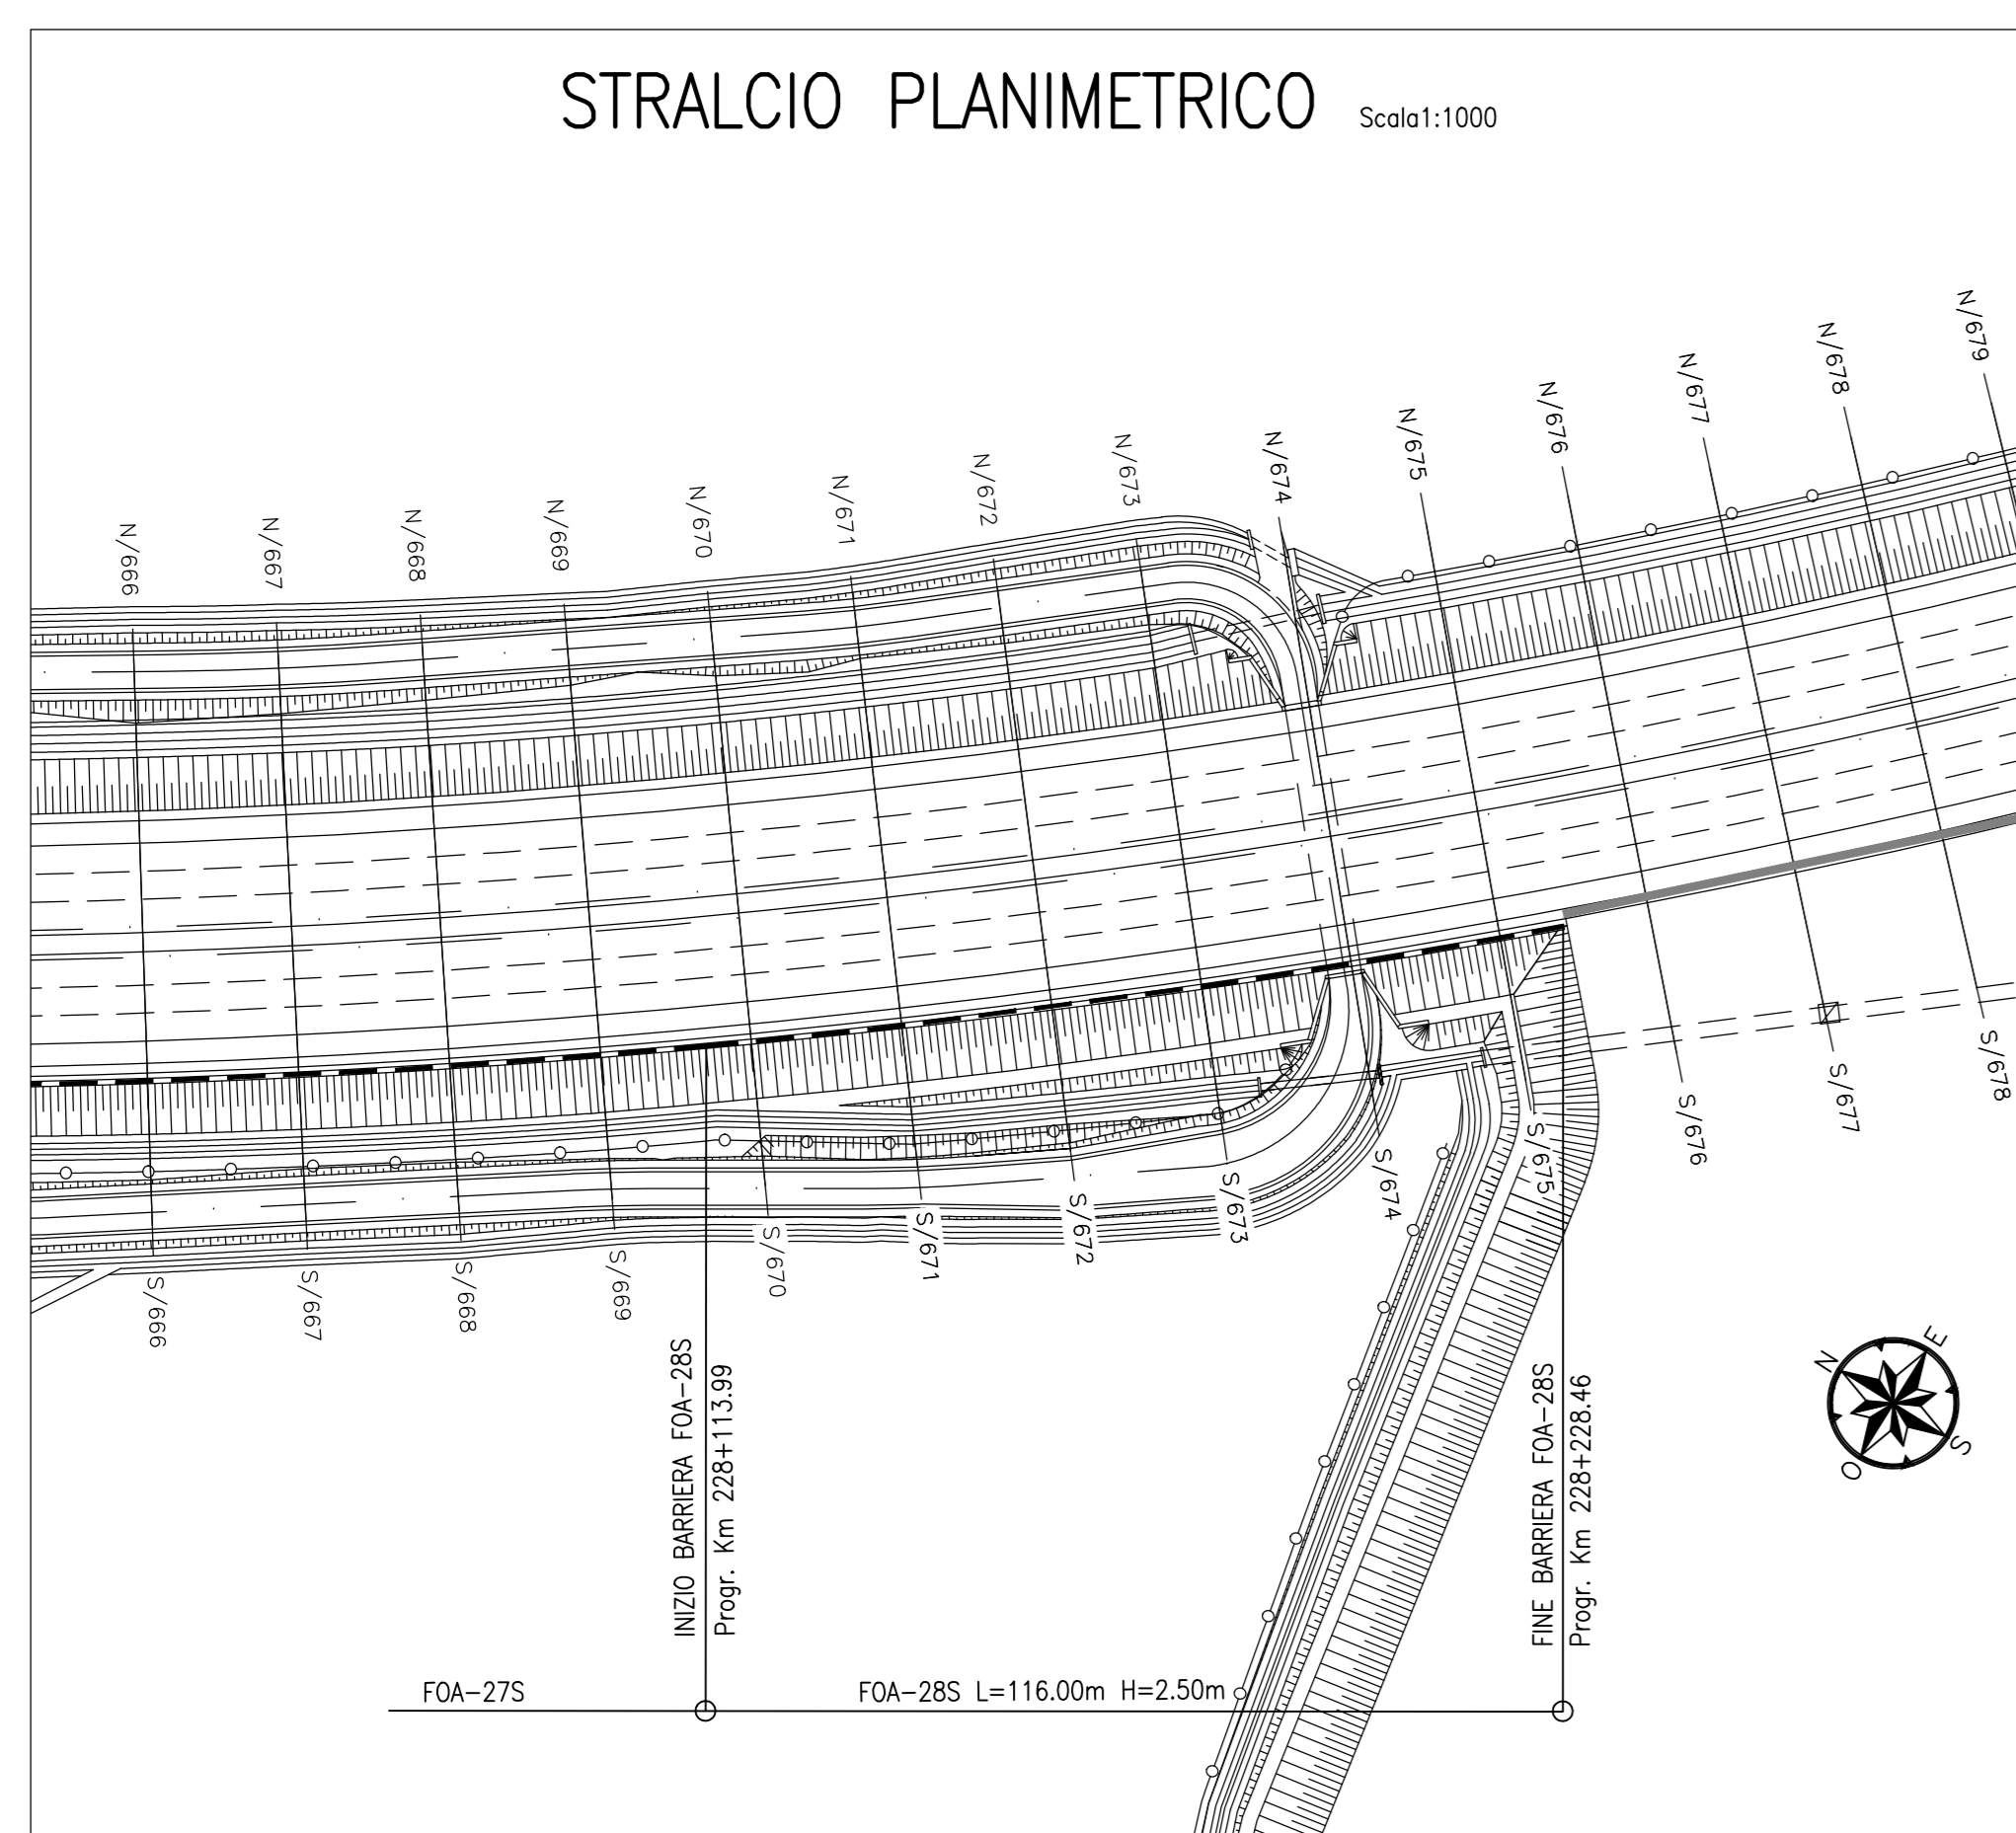 STRALCIO PLANIMETRICO Scala1:1000
N/666
N/667
N/668
N/669
N/670
N/671
N/672
N/673
N/674
N/675
N/676
N/677
N/678
N/679
S/666
S/667
S/668
S/669
S/670
S/671
S/672
S/673
S/674
S/675
S/676
S/677
S/678
INIZIO BARRIERA FOA-28S
Progr. Km 228+113.99
FINE BARRIERA FOA-28S
Progr. Km 228+228.46
N
E
S
O
FOA-27S
FOA-28S L=116.00m H=2.50m